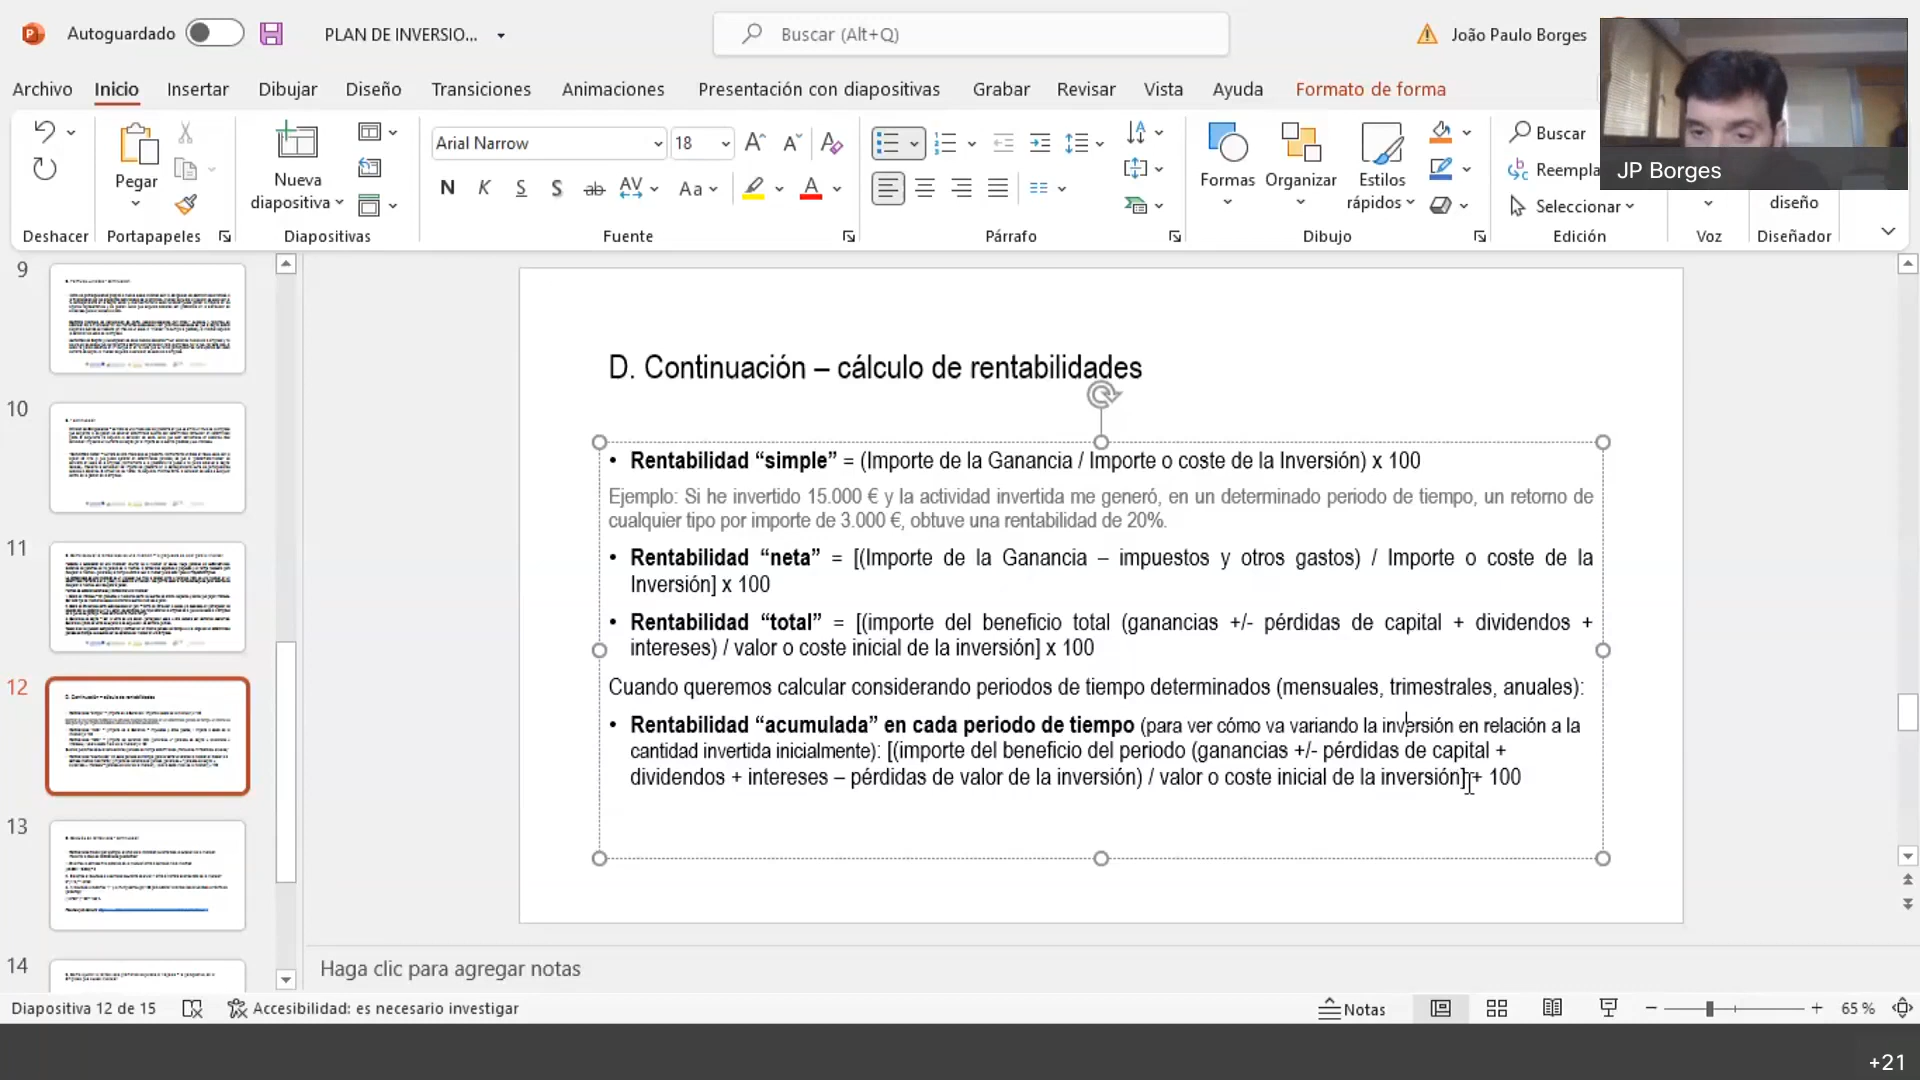 Autoguardado
PLAN DE INVERSIO...
Buscar (Alt+Q)
João Paulo Borges
Archivo Inicio Insertar Dibujar Diseño Transiciones Animaciones Presentación con diapositivas Grabar Revisar Vista Ayuda Formato de forma
JP Borges
Pegar
Nueva diapositiva
Arial Narrow 18
N K S S ab AV Aa A
Formas Organizar Estilos rápidos
Buscar
Reempla
Seleccionar
diseño
Deshacer Portapapeles Diapositivas Fuente Párrafo Dibujo Edición Voz Diseñador
9
10
11
12
13
14
D. Continuación – cálculo de rentabilidades
• Rentabilidad “simple” = (Importe de la Ganancia / Importe o coste de la Inversión) x 100
Ejemplo: Si he invertido 15.000 € y la actividad invertida me generó, en un determinado periodo de tiempo, un retorno de
cualquier tipo por importe de 3.000 €, obtuve una rentabilidad de 20%.
• Rentabilidad “neta” = [(Importe de la Ganancia – impuestos y otros gastos) / Importe o coste de la
Inversión] x 100
• Rentabilidad “total” = [(importe del beneficio total (ganancias +/- pérdidas de capital + dividendos +
intereses) / valor o coste inicial de la inversión] x 100
Cuando queremos calcular considerando periodos de tiempo determinados (mensuales, trimestrales, anuales):
• Rentabilidad “acumulada” en cada periodo de tiempo (para ver cómo va variando la inversión en relación a la
cantidad invertida inicialmente): [(importe del beneficio del periodo (ganancias +/- pérdidas de capital +
dividendos + intereses – pérdidas de valor de la inversión) / valor o coste inicial de la inversión] + 100
Haga clic para agregar notas
Diapositiva 12 de 15
Accesibilidad: es necesario investigar
Notas
65 %
+21